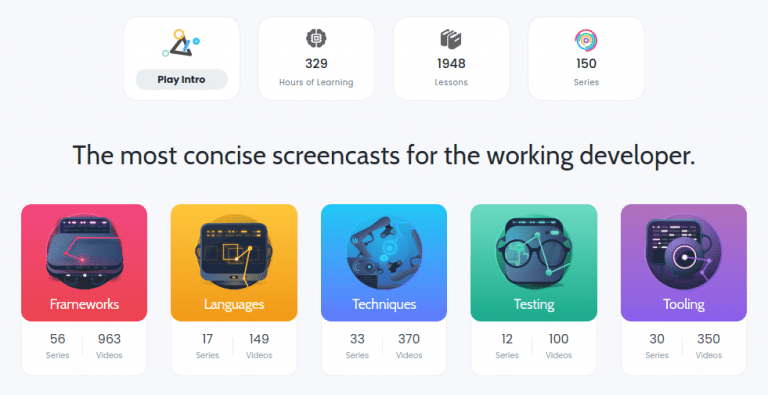 Play Intro
329
Hours of Learning
1948
Lessons
150
Series
The most concise screencasts for the working developer.
Frameworks
56
Series
963
Videos
Languages
17
Series
149
Videos
Techniques
33
Series
370
Videos
Testing
12
Series
100
Videos
Tooling
30
Series
350
Videos